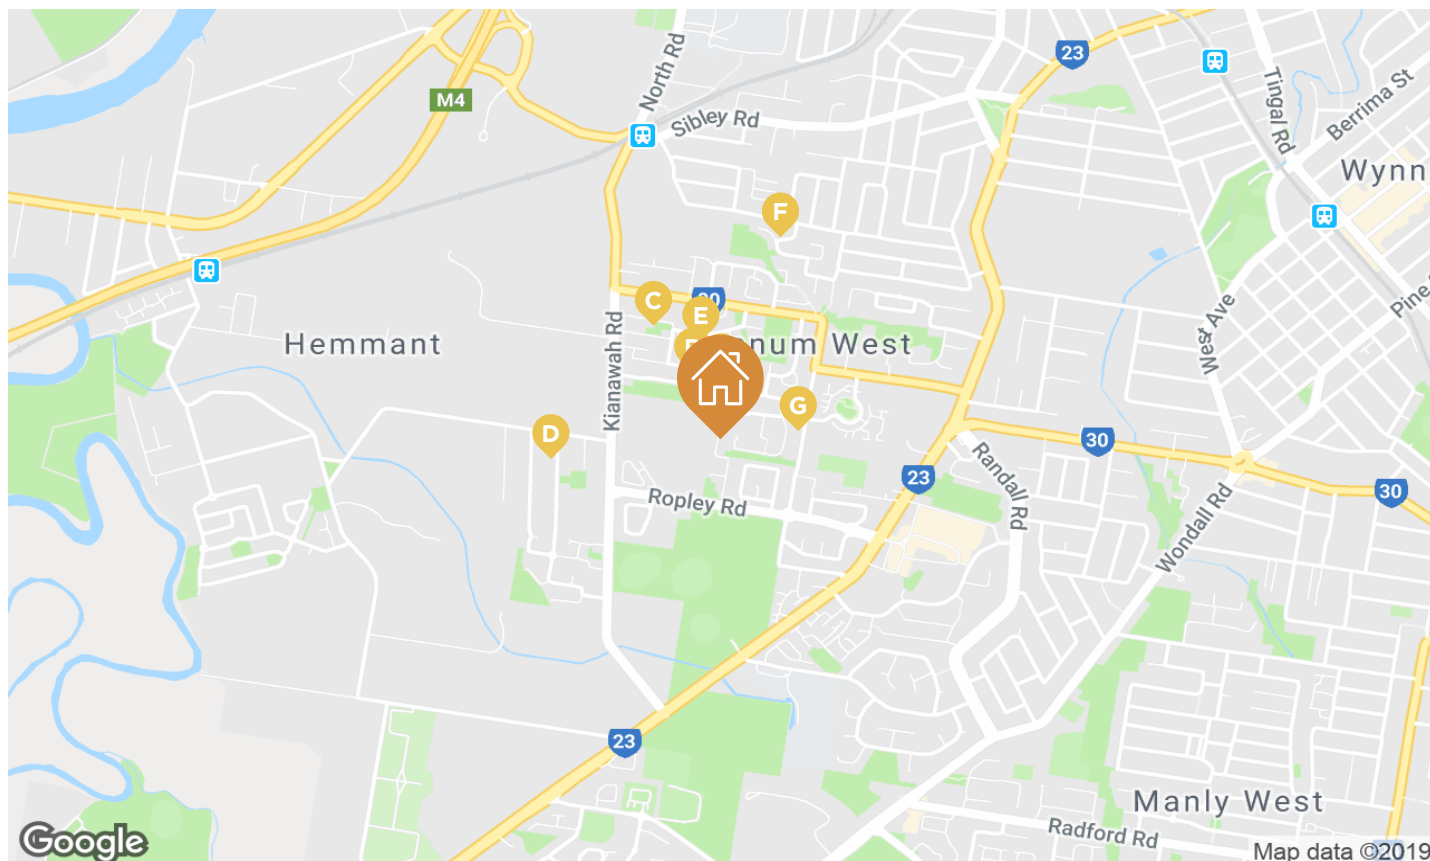 23
North Rd
Tingal Rd
Berrima St
M4
Sibley Rd
Wynn
F
30
C
E
Pine
West Ave
Hemmant
num West
Kianawah Rd
G
D
30
23
Randall Rd
30
Ropley Rd
Wondall Rd
23
Manly West
Radford Rd
Google
Map data ©2019